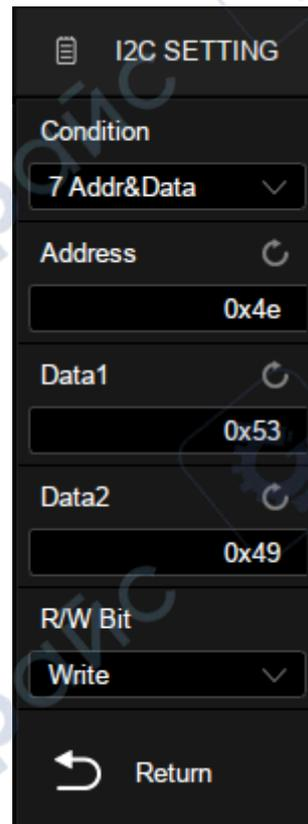 I2C SETTING
Condition
7 Addr&Data
Address
0x4e
Data1
0x53
Data2
0x49
R/W Bit
Write
Return